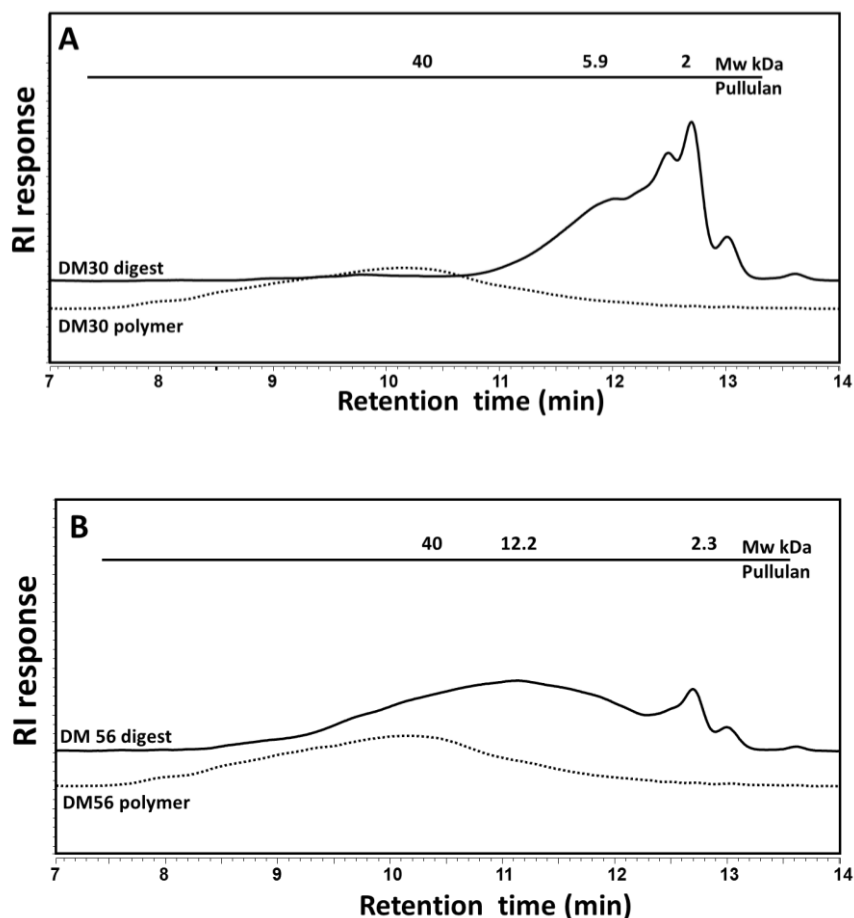 A
40 5.9 2 Mw kDa
Pullulan
RI response
DM30 digest
DM30 polymer
7 8 9 10 11 12 13 14
Retention time (min)
B
40 12.2 2.3 Mw kDa
Pullulan
RI response
DM 56 digest
DM56 polymer
7 8 9 10 11 12 13 14
Retention time (min)